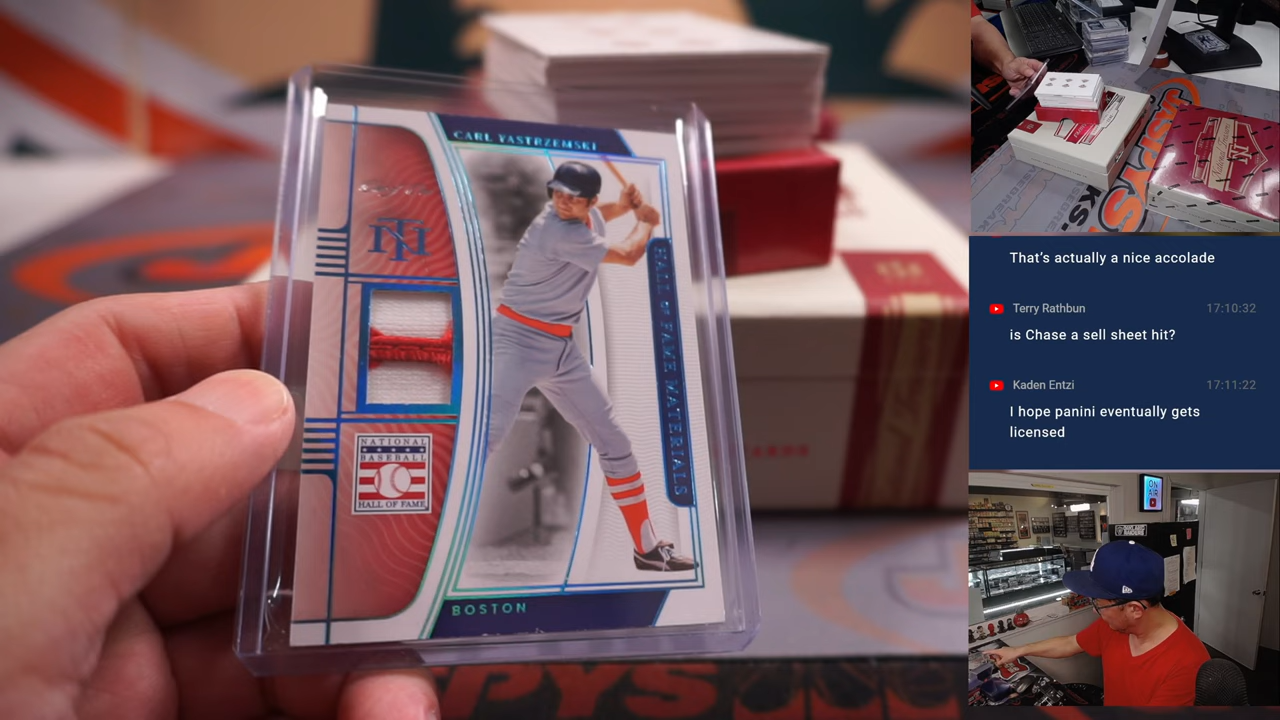 CARL YASTRZEMSKI
NT
HALL of FAME MATERIALS
NATIONAL
BASEBALL
HALL OF FAME
BOSTON
That's actually a nice accolade
Terry Rathbun 17:10:32
is Chase a sell sheet hit?
Kaden Entzi 17:11:22
I hope panini eventually gets
licensed
ON
AIR